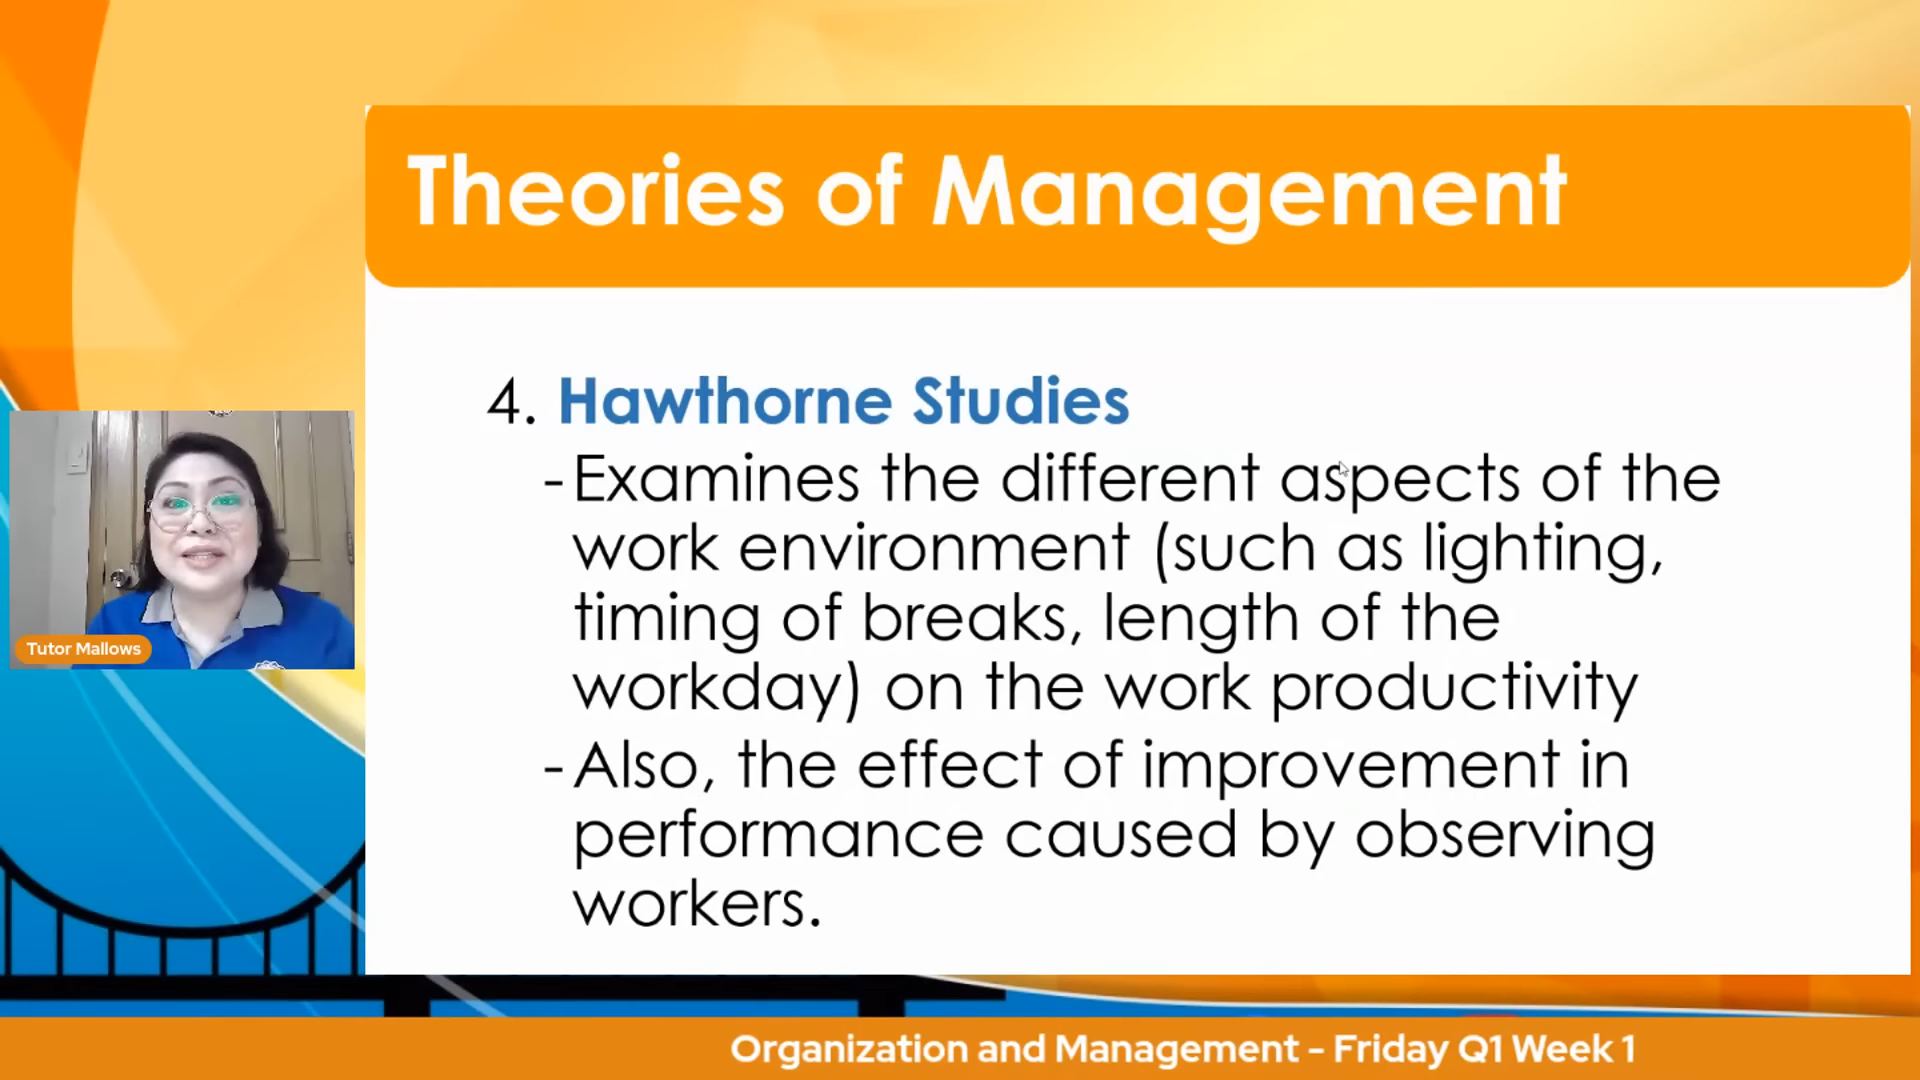 Theories of Management
4. Hawthorne Studies
-Examines the different aspects of the
work environment (such as lighting,
timing of breaks, length of the
workday) on the work productivity
-Also, the effect of improvement in
performance caused by observing
workers.
Tutor Mallows
Organization and Management - Friday Q1 Week 1